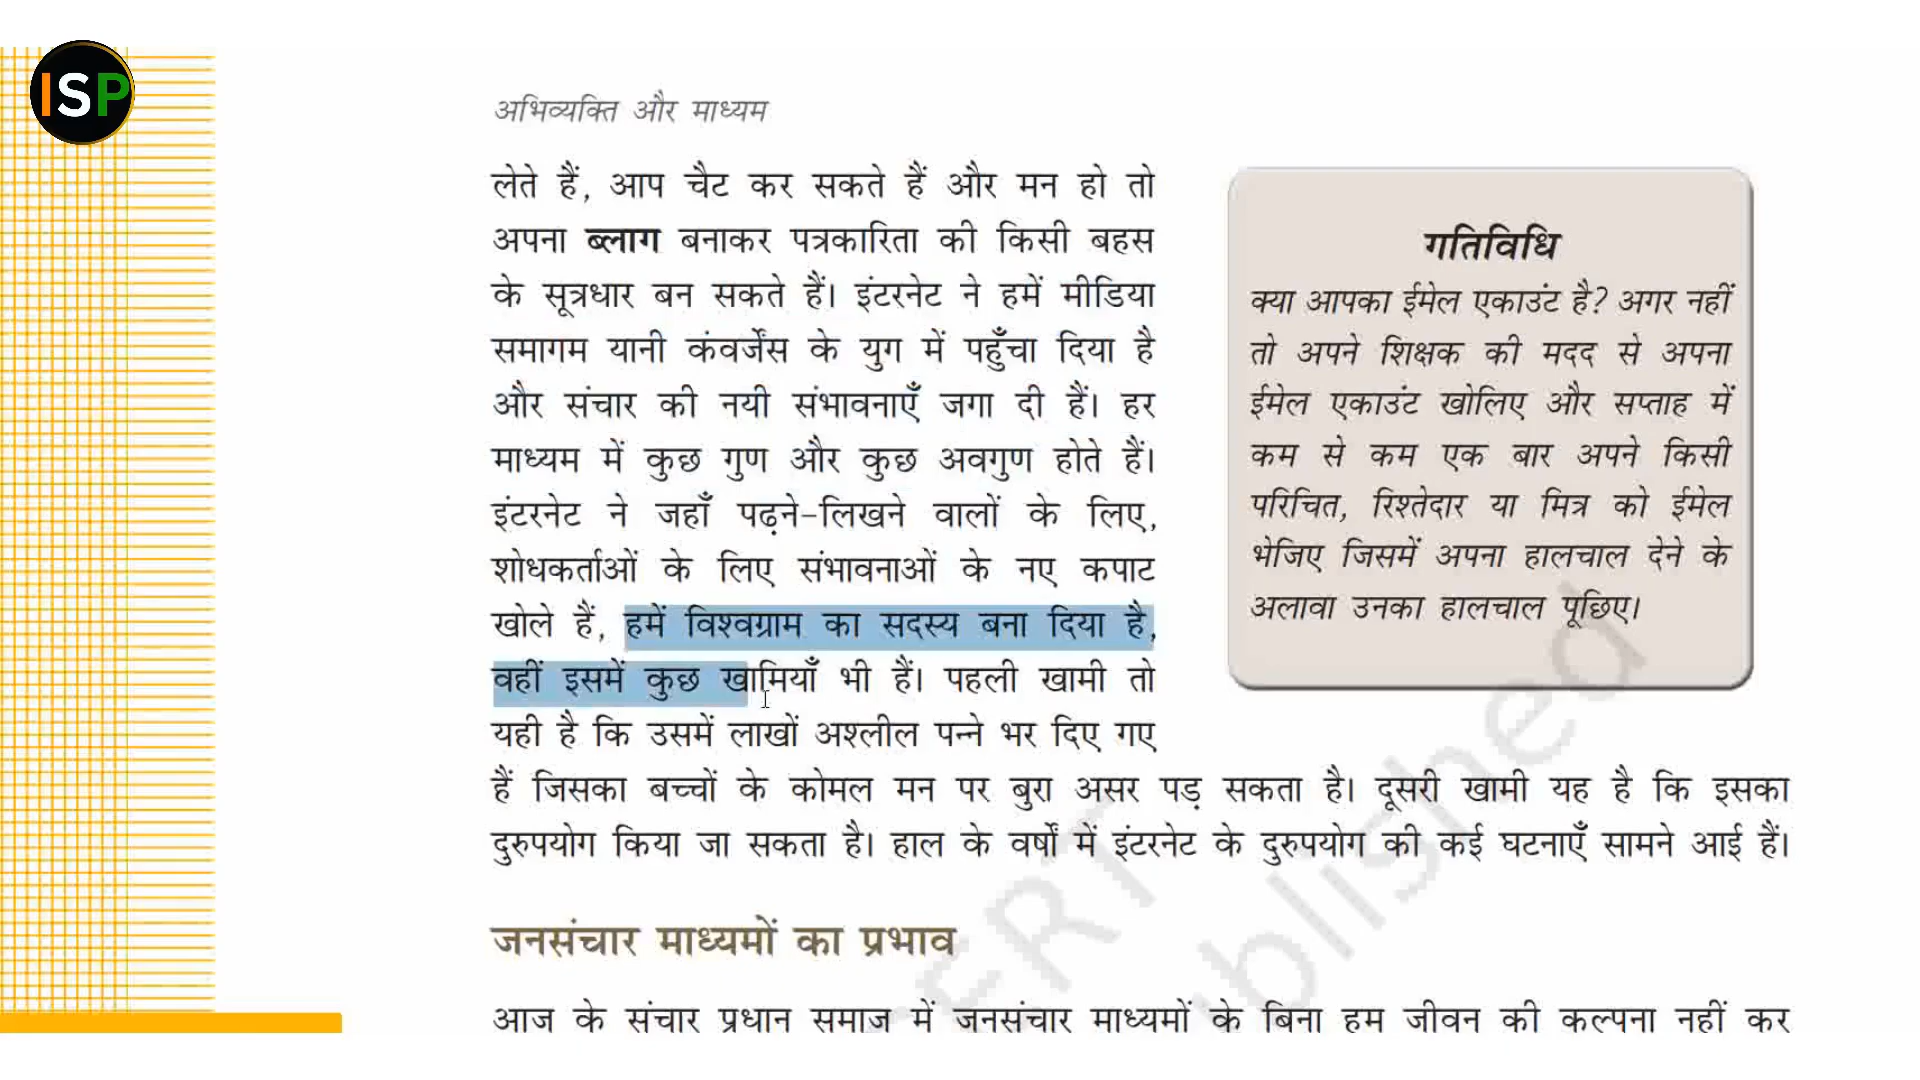 ISP
अभिव्यक्ति और माध्यम
लेते हैं, आप चैट कर सकते हैं और मन हो तो
अपना ब्लाग बनाकर पत्रकारिता की किसी बहस
के सूत्रधार बन सकते हैं। इंटरनेट ने हमें मीडिया
समागम यानी कंवर्जेंस के युग में पहुँचा दिया है
और संचार की नयी संभावनाएँ जगा दी हैं। हर
माध्यम में कुछ गुण और कुछ अवगुण होते हैं।
इंटरनेट ने जहाँ पढ़ने-लिखने वालों के लिए,
शोधकर्ताओं के लिए संभावनाओं के नए कपाट
खोले हैं, हमें विश्वग्राम का सदस्य बना दिया है,
वहीं इसमें कुछ खामियाँ भी हैं। पहली खामी तो
यही है कि उसमें लाखों अश्लील पन्ने भर दिए गए
हैं जिसका बच्चों के कोमल मन पर बुरा असर पड़ सकता है। दूसरी खामी यह है कि इसका
दुरुपयोग किया जा सकता है। हाल के वर्षों में इंटरनेट के दुरुपयोग की कई घटनाएँ सामने आई हैं।
गतिविधि
क्या आपका ईमेल एकाउंट है? अगर नहीं
तो अपने शिक्षक की मदद से अपना
ईमेल एकाउंट खोलिए और सप्ताह में
कम से कम एक बार अपने किसी
परिचित, रिश्तेदार या मित्र को ईमेल
भेजिए जिसमें अपना हालचाल देने के
अलावा उनका हालचाल पूछिए।
जनसंचार माध्यमों का प्रभाव
आज के संचार प्रधान समाज में जनसंचार माध्यमों के बिना हम जीवन की कल्पना नहीं कर